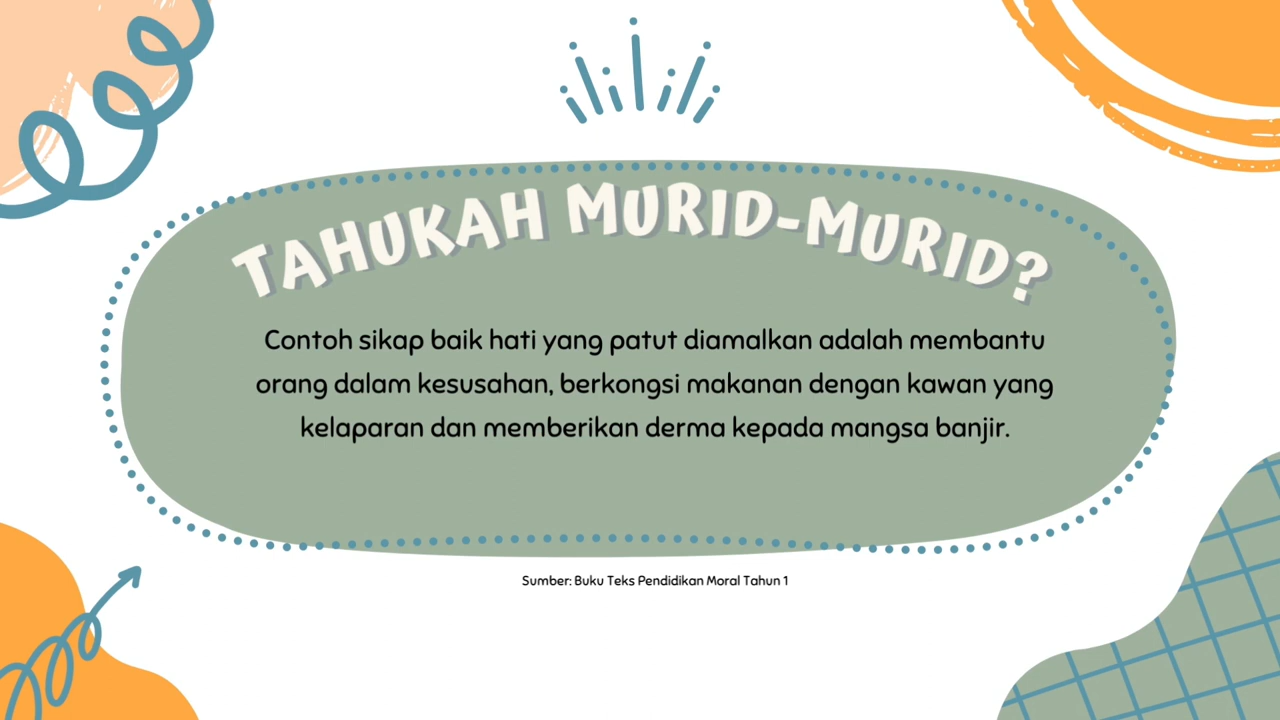 TAHUKAH MURID-MURID?
Contoh sikap baik hati yang patut diamalkan adalah membantu
orang dalam kesusahan, berkongsi makanan dengan kawan yang
kelaparan dan memberikan derma kepada mangsa banjir.
Sumber: Buku Teks Pendidikan Moral Tahun 1